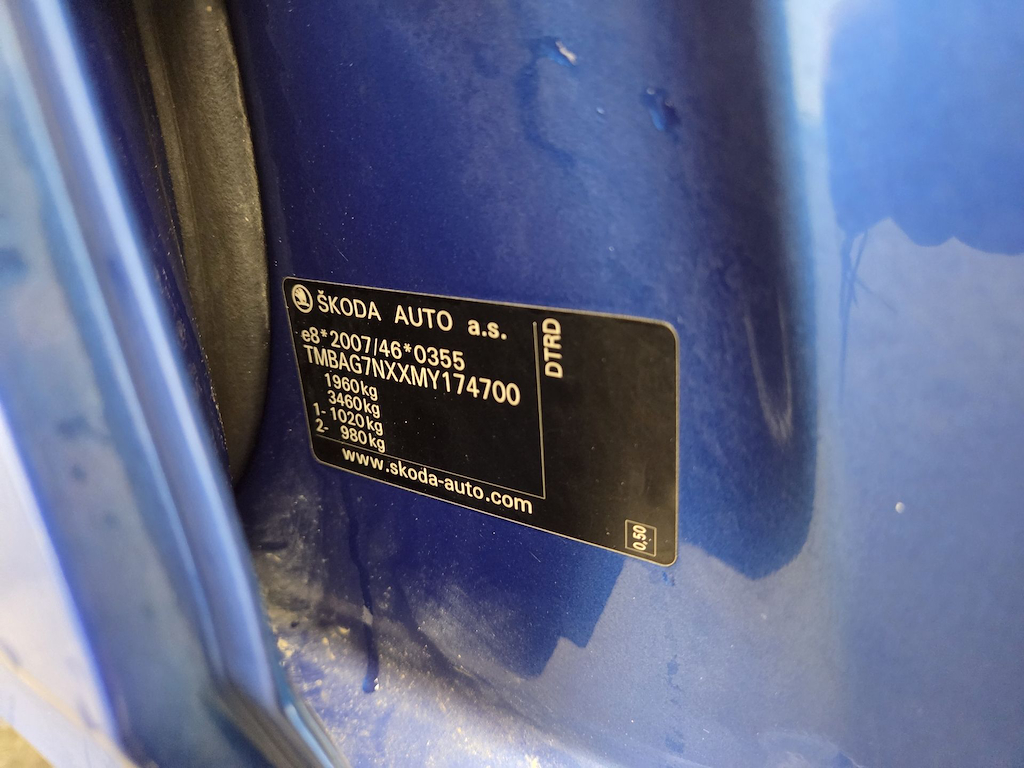 ŠKODA AUTO a.s.
e8*2007/46*0355
TMBAG7NXXMY174700
1960kg
3460kg
1- 1020kg
2- 980kg
www.skoda-auto.com
DTRD
0,50